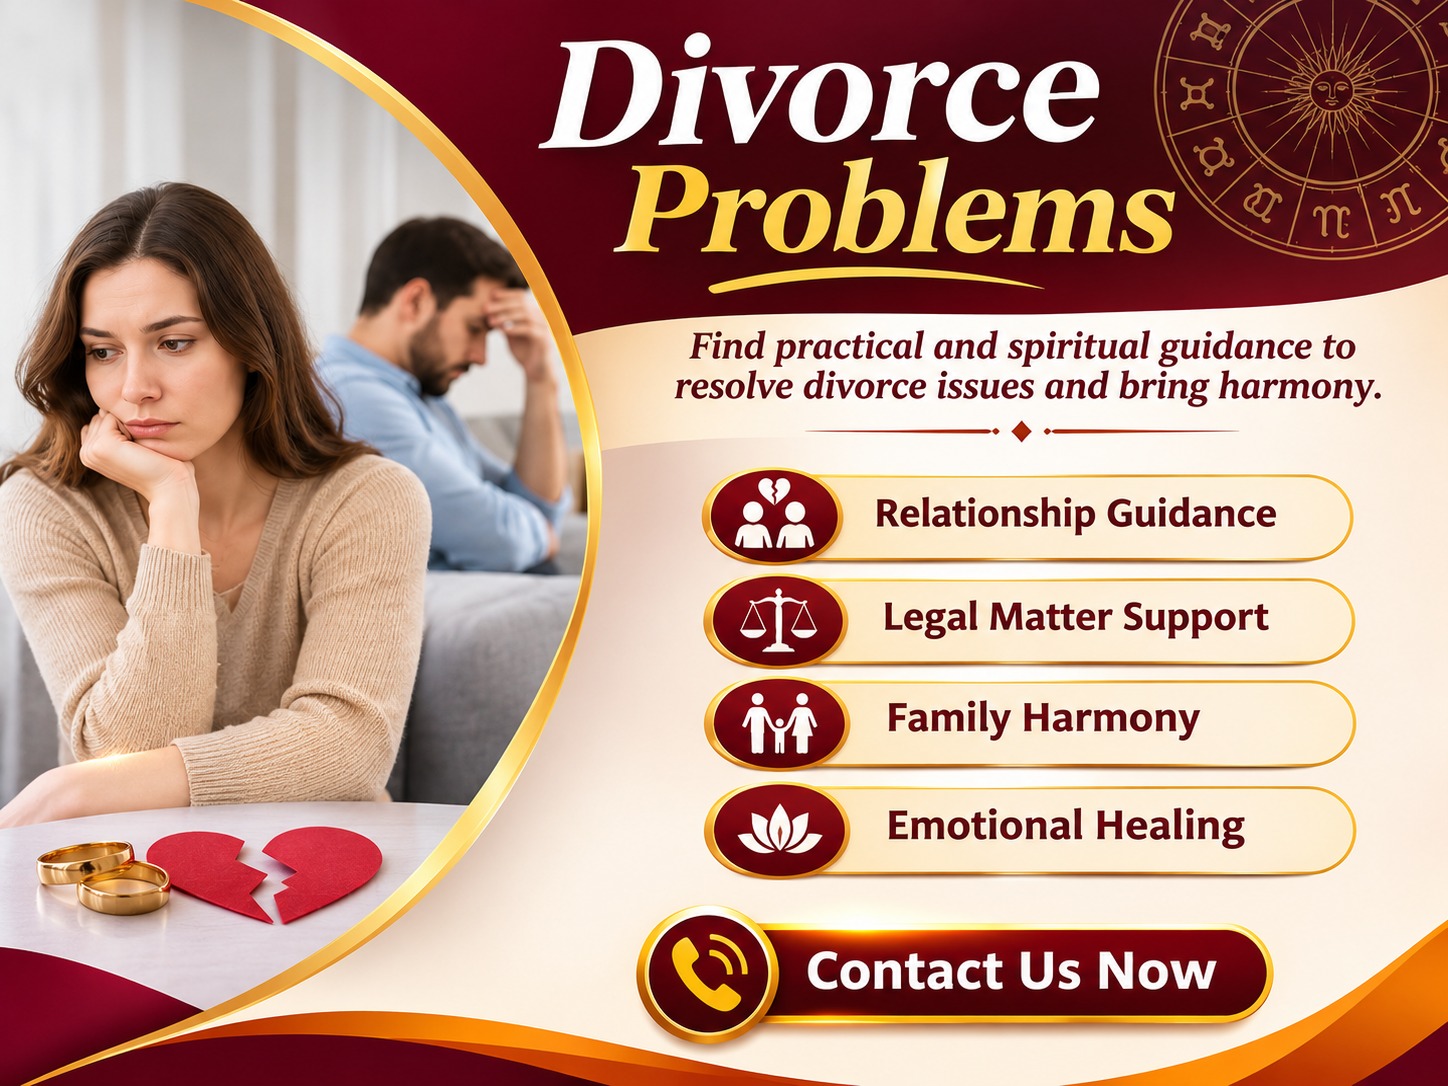 Divorce
Problems
Find practical and spiritual guidance to
resolve divorce issues and bring harmony.
Relationship Guidance
Legal Matter Support
Family Harmony
Emotional Healing
Contact Us Now